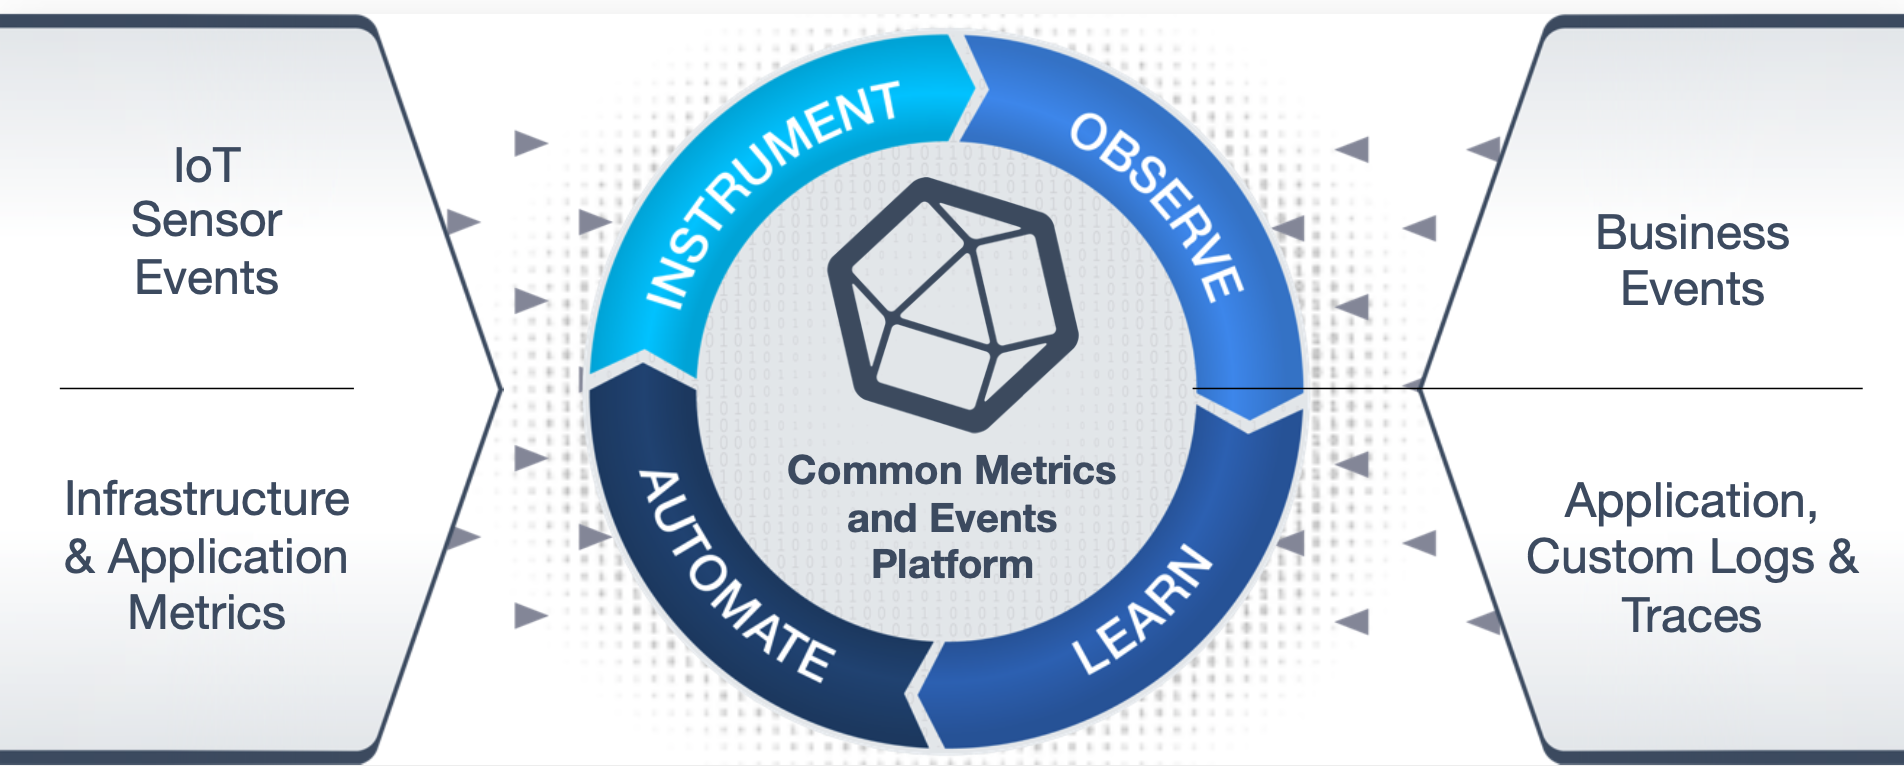 IoT
Sensor
Events
Infrastructure
& Application
Metrics
INSTRUMENT
OBSERVE
LEARN
AUTOMATE
Common Metrics
and Events
Platform
Business
Events
Application,
Custom Logs &
Traces